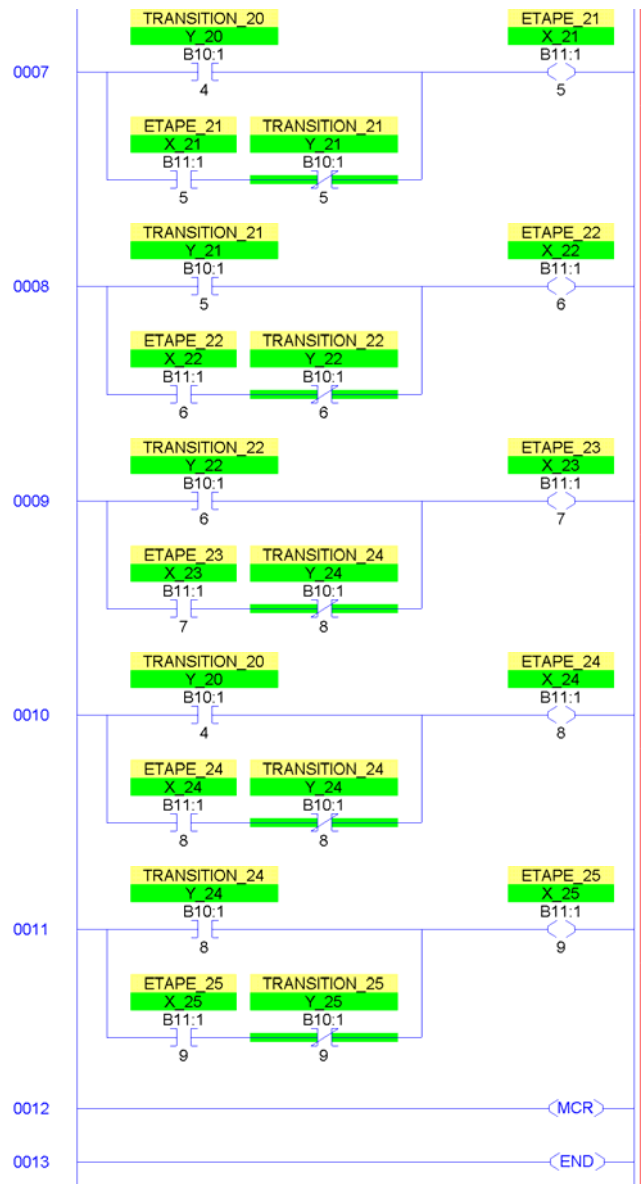 TRANSITION_20 ETAPE_21
Y_20 X_21
B10:1 B11:1
0007
4 5
ETAPE_21 TRANSITION_21
X_21 Y_21
B11:1 B10:1
5 5
TRANSITION_21 ETAPE_22
Y_21 X_22
B10:1 B11:1
0008
5 6
ETAPE_22 TRANSITION_22
X_22 Y_22
B11:1 B10:1
6 6
TRANSITION_22 ETAPE_23
Y_22 X_23
B10:1 B11:1
0009
6 7
ETAPE_23 TRANSITION_24
X_23 Y_24
B11:1 B10:1
7 8
TRANSITION_20 ETAPE_24
Y_20 X_24
B10:1 B11:1
0010
4 8
ETAPE_24 TRANSITION_24
X_24 Y_24
B11:1 B10:1
8 8
TRANSITION_24 ETAPE_25
Y_24 X_25
B10:1 B11:1
0011
8 9
ETAPE_25 TRANSITION_25
X_25 Y_25
B11:1 B10:1
9 9
0012 MCR
0013 END